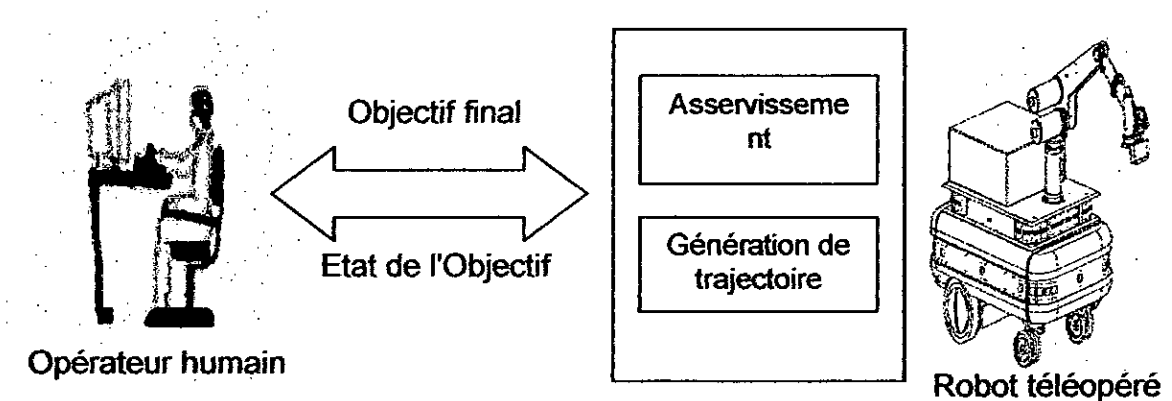 Objectif final
Etat de l'Objectif
Opérateur humain
Asservisseme
nt
Génération de
trajectoire
Robot téléopéré